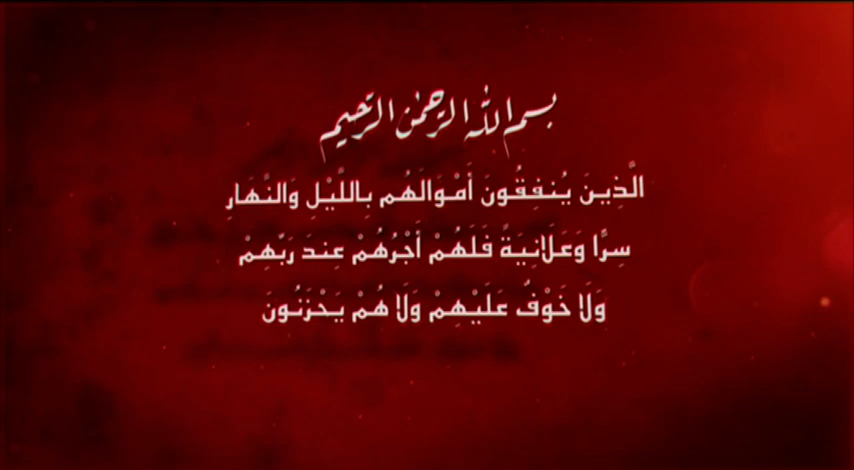 بسم الله الرحمن الرحيم
الَّذِينَ يُنفِقُونَ أَمْوَالَهُم بِاللَّيْلِ وَالنَّهَارِ
سِرًّا وَعَلَانِيَةً فَلَهُمْ أَجْرُهُمْ عِندَ رَبِّهِمْ
وَلَا خَوْفٌ عَلَيْهِمْ وَلَا هُمْ يَحْزَنُونَ